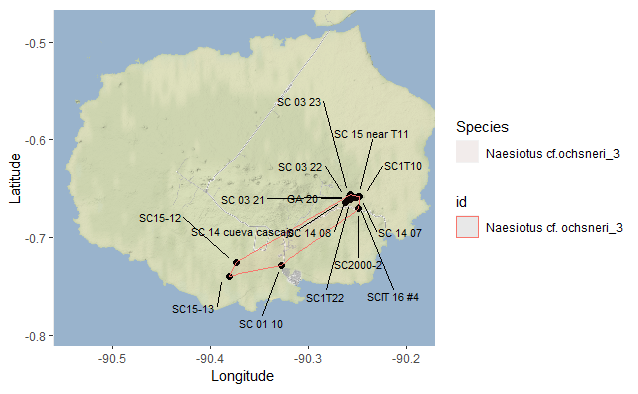 -0.5
-0.6
-0.7
-0.8
Latitude
SC 03 23
SC 15 near T11
SC 03 22
SC1T10
SC 03 21
GA 20
SC15-12
SC 14 cueva cascajo
SC 14 08
SC 14 07
SC2000-2
SC1T22
SCIT 16 #4
SC15-13
SC 01 10
-90.5
-90.4
-90.3
-90.2
Longitude
Species
Naesiotus cf.ochsneri_3
id
Naesiotus cf. ochsneri_3